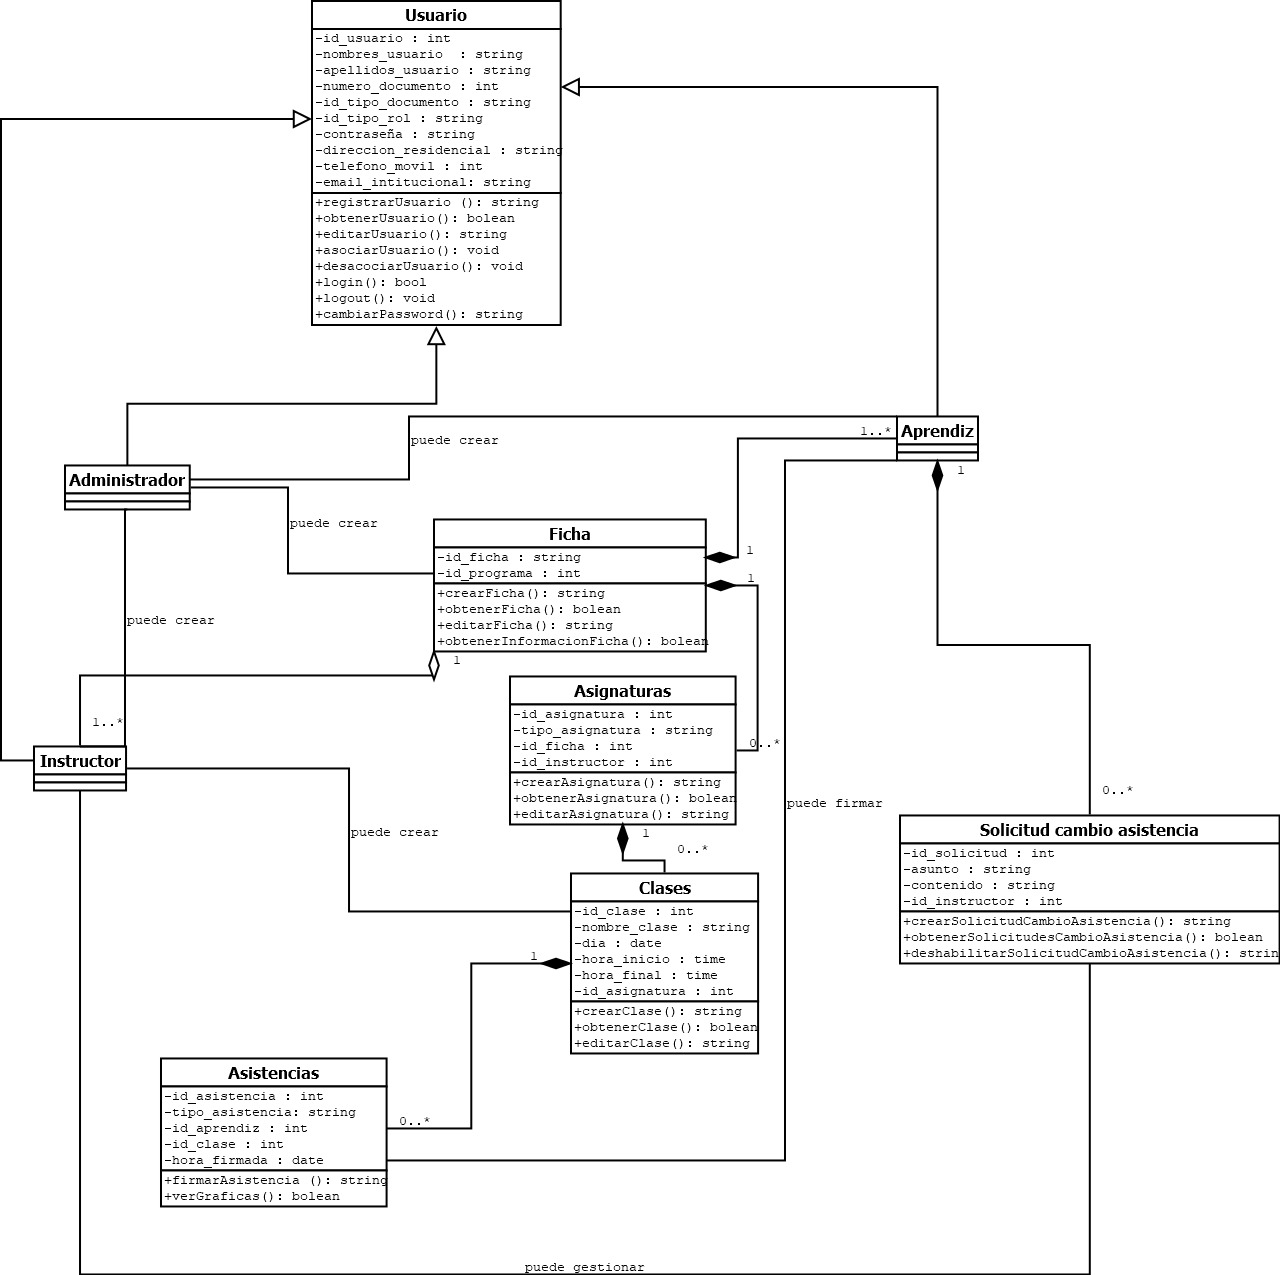 Usuario
-id_usuario : int
-nombres_usuario  : string
-apellidos_usuario : string
-numero_documento : int
-id_tipo_documento : string
-id_tipo_rol : string
-contraseña : string
-direccion_residencial : string
-telefono_movil : int
-email_intitucional: string
+registrarUsuario (): string
+obtenerUsuario(): bolean
+editarUsuario(): string
+asociarUsuario(): void
+desacociarUsuario(): void
+login(): bool
+logout(): void
+cambiarPassword(): string
puede crear
1..*
Aprendiz
1
Administrador
puede crear
Ficha
-id_ficha : string
-id_programa : int
+crearFicha(): string
+obtenerFicha(): bolean
+editarFicha(): string
+obtenerInformacionFicha(): bolean
1
1
1
puede crear
1..*
Instructor
Asignaturas
-id_asignatura : int
-tipo_asignatura : string
-id_ficha : int
-id_instructor : int
+crearAsignatura(): string
+obtenerAsignatura(): bolean
+editarAsignatura(): string
0..*
puede firmar
0..*
puede crear
1
0..*
Solicitud cambio asistencia
-id_solicitud : int
-asunto : string
-contenido : string
-id_instructor : int
+crearSolicitudCambioAsistencia(): string
+obtenerSolicitudesCambioAsistencia(): bolean
+deshabilitarSolicitudCambioAsistencia(): strin
Clases
-id_clase : int
-nombre_clase : string
-dia : date
-hora_inicio : time
-hora_final : time
-id_asignatura : int
+crearClase(): string
+obtenerClase(): bolean
+editarClase(): string
1
Asistencias
-id_asistencia : int
-tipo_asistencia: string
-id_aprendiz : int
-id_clase : int
-hora_firmada : date
+firmarAsistencia (): string
+verGraficas(): bolean
0..*
puede gestionar